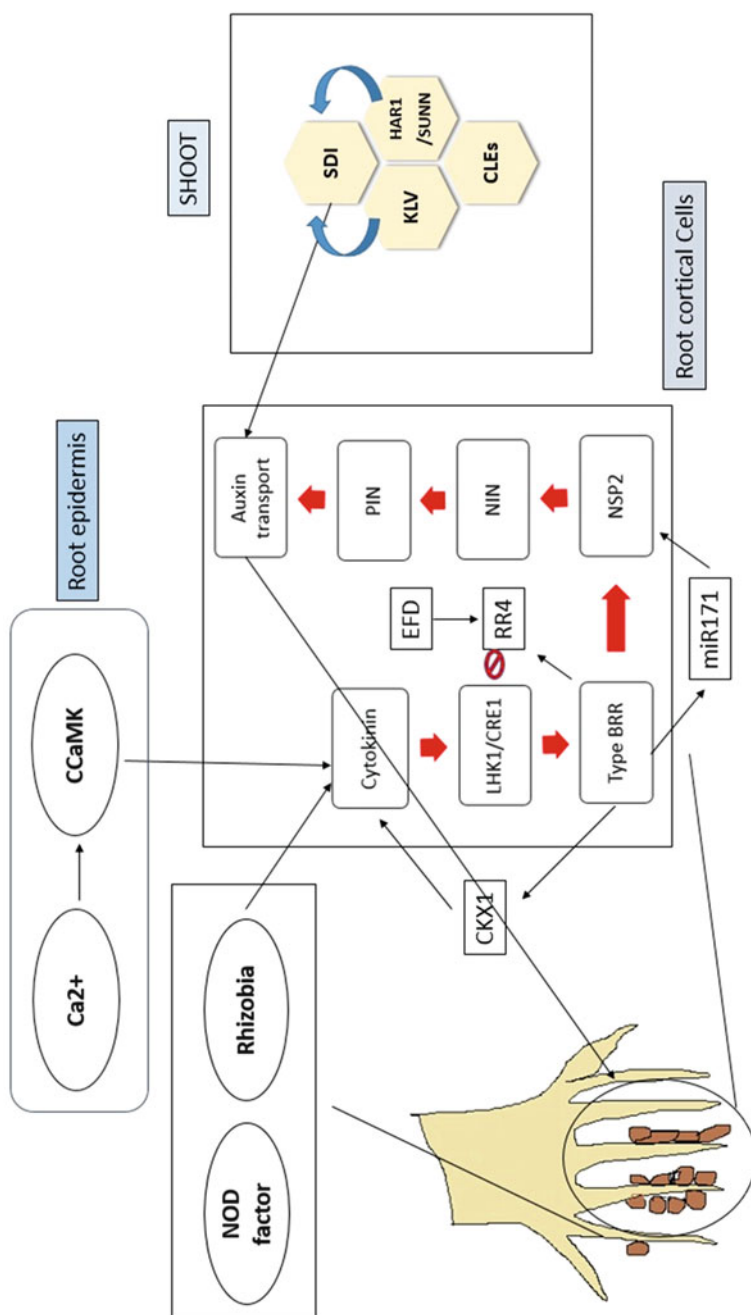 Root epidermis
Ca2+
CCaMK
NOD
factor
Rhizobia
SHOOT
SDI
KLV
HAR1
/SUNN
CLEs
Cytokinin
EFD
Auxin
transport
LHK1/CRE1
RR4
PIN
Type BRR
NIN
NSP2
CKX1
miR171
Root cortical Cells